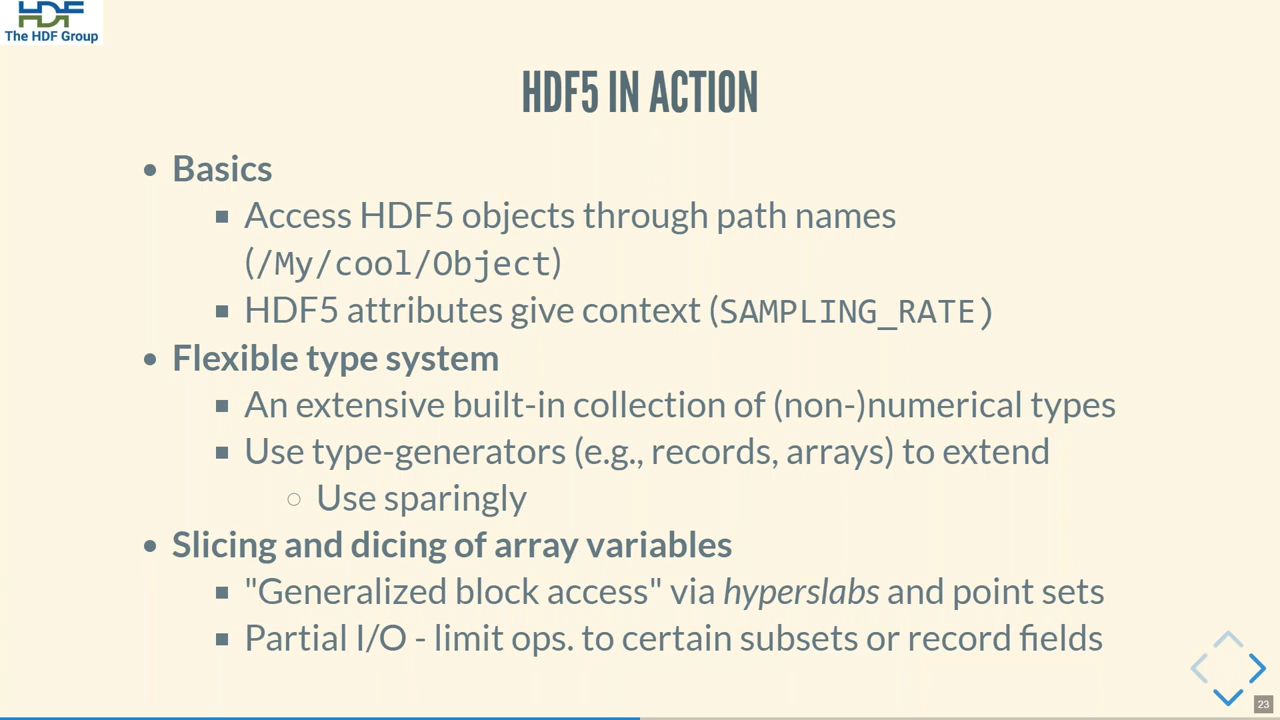 HDF
The HDF Group
HDF5 IN ACTION
• Basics
▪ Access HDF5 objects through path names
(/My/cool/Object)
▪ HDF5 attributes give context (SAMPLING_RATE)
• Flexible type system
▪ An extensive built-in collection of (non-)numerical types
▪ Use type-generators (e.g., records, arrays) to extend
○ Use sparingly
• Slicing and dicing of array variables
▪ "Generalized block access" via hyperslabs and point sets
▪ Partial I/O - limit ops. to certain subsets or record fields
23